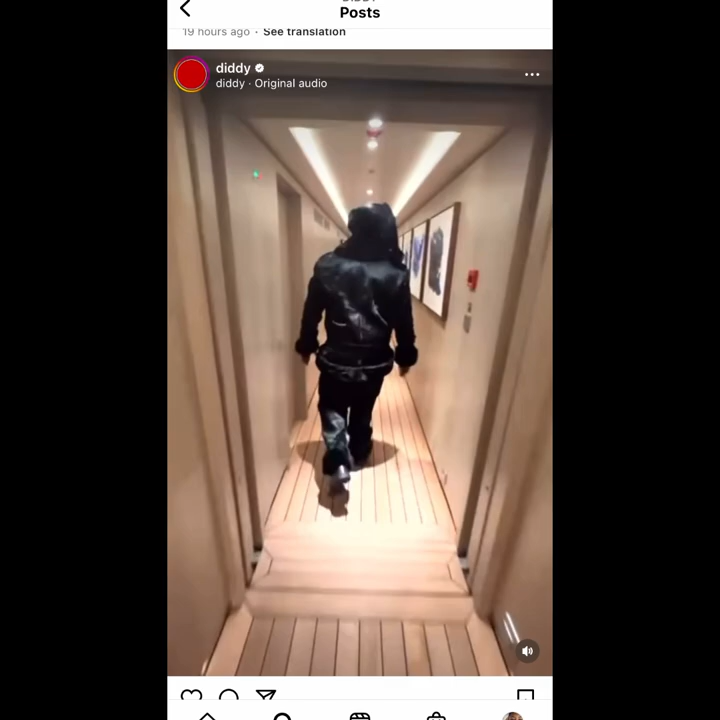 Posts
19 hours ago · See translation
diddy
diddy · Original audio